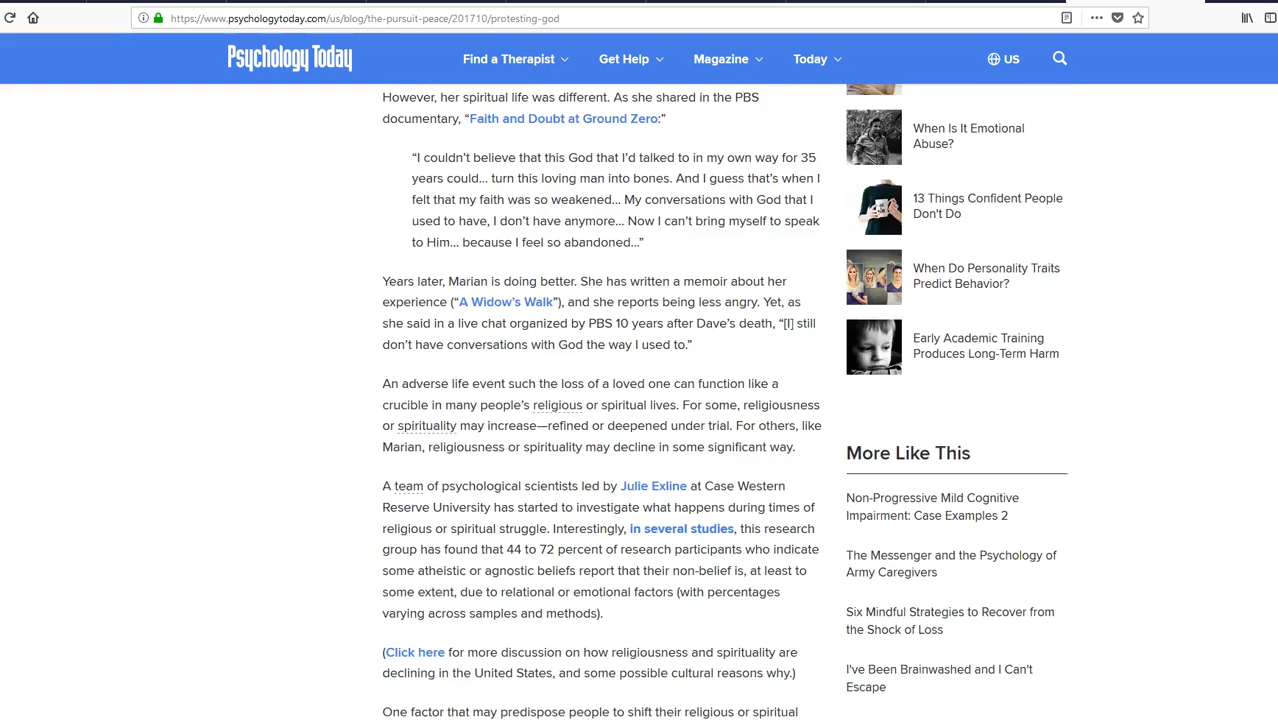 https://www.psychologytoday.com/us/blog/the-pursuit-peace/201710/protesting-god
Psychology Today
Find a Therapist
Get Help
Magazine
Today
US
However, her spiritual life was different. As she shared in the PBS
documentary, “Faith and Doubt at Ground Zero:”
“I couldn’t believe that this God that I’d talked to in my own way for 35
years could… turn this loving man into bones. And I guess that’s when I
felt that my faith was so weakened… My conversations with God that I
used to have, I don’t have anymore… Now I can’t bring myself to speak
to Him… because I feel so abandoned…”
Years later, Marian is doing better. She has written a memoir about her
experience (“A Widow’s Walk”), and she reports being less angry. Yet, as
she said in a live chat organized by PBS 10 years after Dave’s death, “[I] still
don’t have conversations with God the way I used to.”
An adverse life event such the loss of a loved one can function like a
crucible in many people’s religious or spiritual lives. For some, religiousness
or spirituality may increase—refined or deepened under trial. For others, like
Marian, religiousness or spirituality may decline in some significant way.
A team of psychological scientists led by Julie Exline at Case Western
Reserve University has started to investigate what happens during times of
religious or spiritual struggle. Interestingly, in several studies, this research
group has found that 44 to 72 percent of research participants who indicate
some atheistic or agnostic beliefs report that their non-belief is, at least to
some extent, due to relational or emotional factors (with percentages
varying across samples and methods).
(Click here for more discussion on how religiousness and spirituality are
declining in the United States, and some possible cultural reasons why.)
One factor that may predispose people to shift their religious or spiritual
When Is It Emotional
Abuse?
13 Things Confident People
Don't Do
When Do Personality Traits
Predict Behavior?
Early Academic Training
Produces Long-Term Harm
More Like This
Non-Progressive Mild Cognitive
Impairment: Case Examples 2
The Messenger and the Psychology of
Army Caregivers
Six Mindful Strategies to Recover from
the Shock of Loss
I've Been Brainwashed and I Can't
Escape